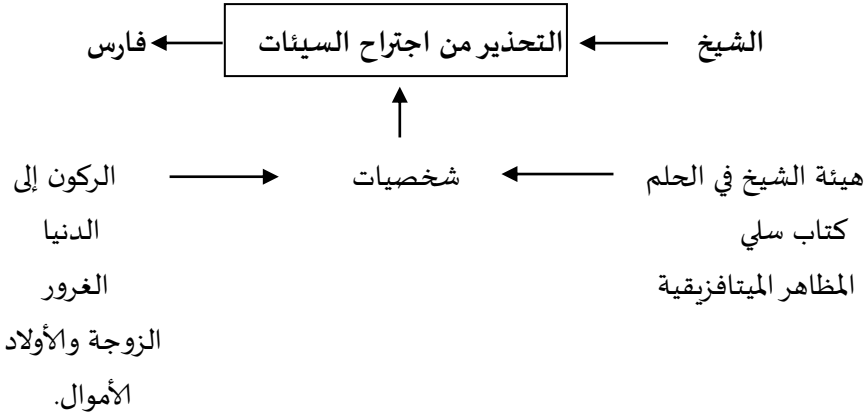 الشيخ التحذير من اجتراح السيئات فارس
هيئة الشيخ في الحلم شخصيات الركون إلى
كتاب سلي الدنيا
المظاهر الميتافزيقية الغرور
الزوجة والأولاد
الأموال.